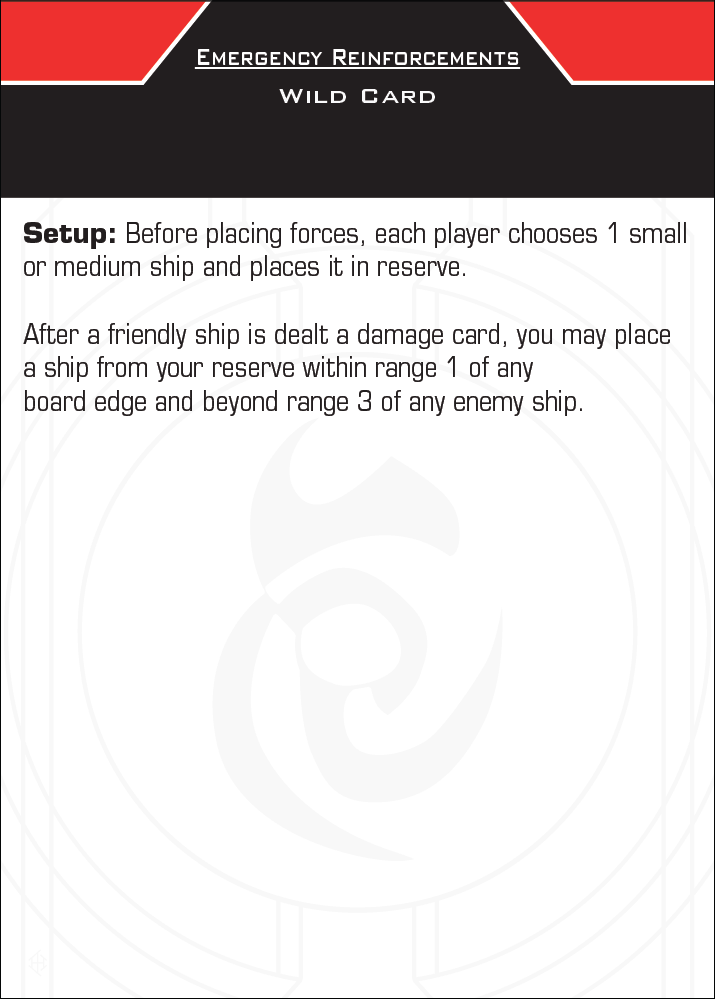 Emergency Reinforcements
Wild Card
Setup: Before placing forces, each player chooses 1 small
or medium ship and places it in reserve.
After a friendly ship is dealt a damage card, you may place
a ship from your reserve within range 1 of any
board edge and beyond range 3 of any enemy ship.